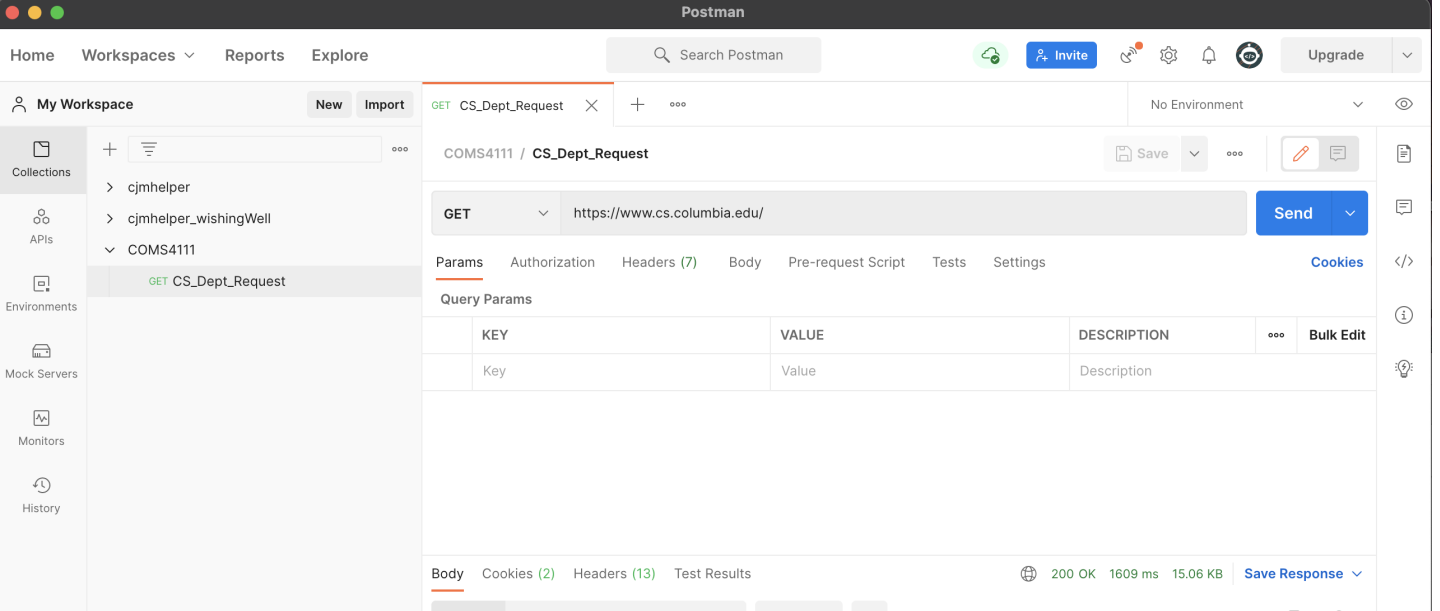 Postman
Home Workspaces Reports Explore Search Postman Invite Upgrade
My Workspace New Import GET CS_Dept_Request No Environment
Collections
APIs
Environments
Mock Servers
Monitors
History
cjmhelper
cjmhelper_wishingWell
COMS4111
GET CS_Dept_Request
COMS4111 / CS_Dept_Request Save
GET https://www.cs.columbia.edu/ Send
Params Authorization Headers (7) Body Pre-request Script Tests Settings Cookies
Query Params
KEY VALUE DESCRIPTION Bulk Edit
Key Value Description
Body Cookies (2) Headers (13) Test Results 200 OK 1609 ms 15.06 KB Save Response